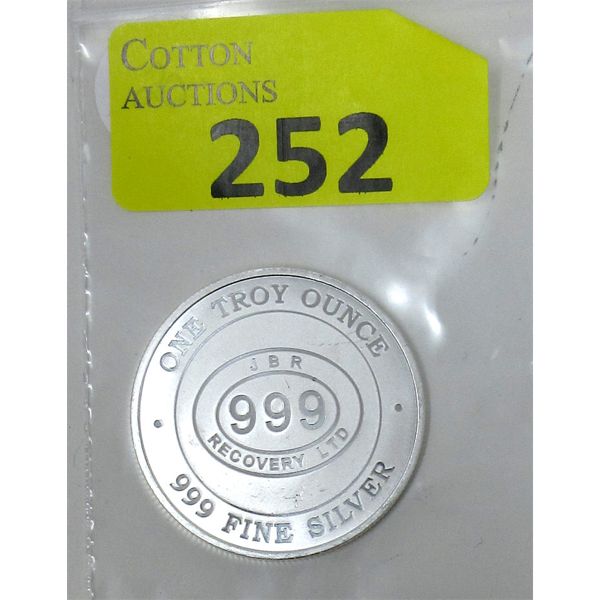 COTTON
AUCTIONS
252
ONE TROY OUNCE
JBR
999
RECOVERY LTD
999 FINE SILVER